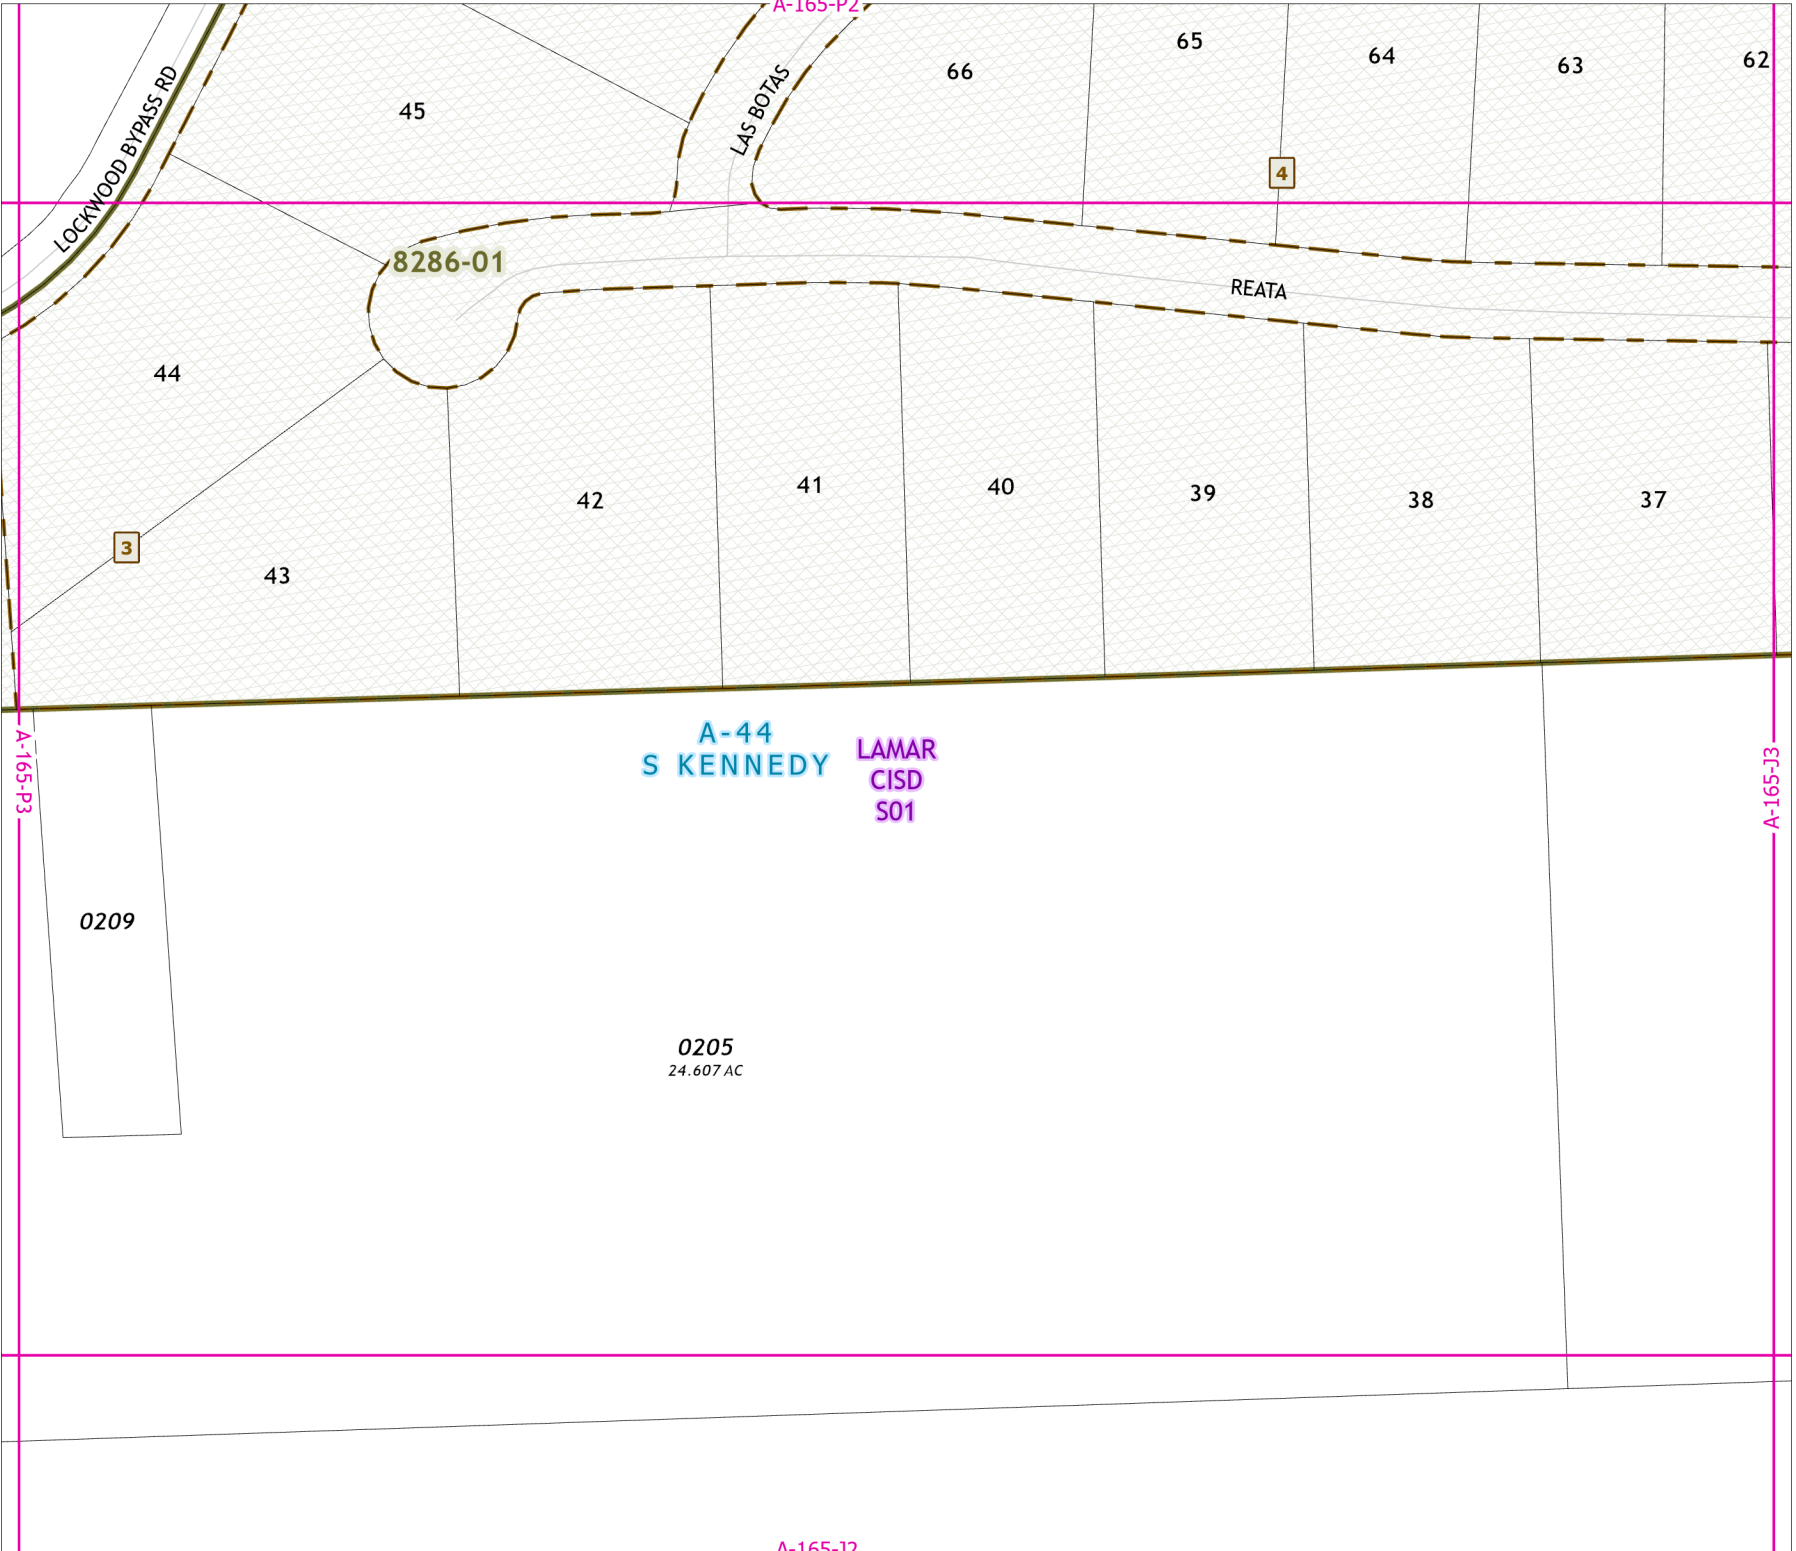 A-165-P2
65
64
63
62
66
45
LAS BOTAS
LOCKWOOD BYPASS RD
4
8286-01
REATA
44
42
41
40
39
38
37
3
43
A-44
S KENNEDY
LAMAR
CISD
S01
A-165-P3
A-165-J3
0209
0205
24.607 AC
A-165-J2